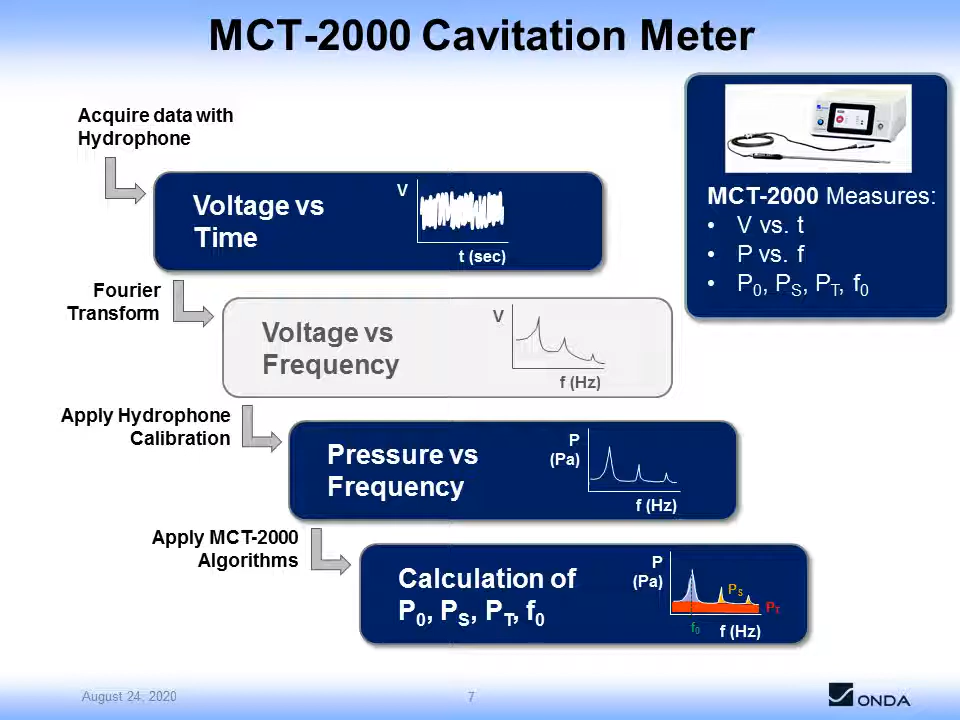 MCT-2000 Cavitation Meter
Acquire data with
Hydrophone
Voltage vs
Time
V
t (sec)
MCT-2000 Measures:
• V vs. t
• P vs. f
• P0, PS, PT, f0
Fourier
Transform
Voltage vs
Frequency
V
f (Hz)
Apply Hydrophone
Calibration
Pressure vs
Frequency
P
(Pa)
f (Hz)
Apply MCT-2000
Algorithms
Calculation of
P0, PS, PT, f0
P
(Pa)
PS
PT
f0
f (Hz)
August 24, 2020
7
ONDA